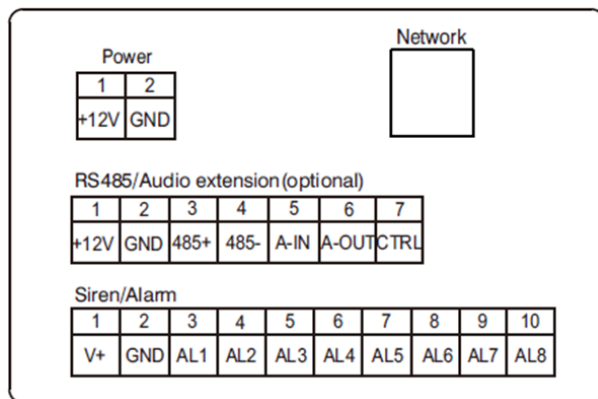 Network
Power
1 2
+12V GND
RS485/Audio extension(optional)
1 2 3 4 5 6 7
+12V GND 485+ 485- A-IN A-OUT CTRL
Siren/Alarm
1 2 3 4 5 6 7 8 9 10
V+ GND AL1 AL2 AL3 AL4 AL5 AL6 AL7 AL8